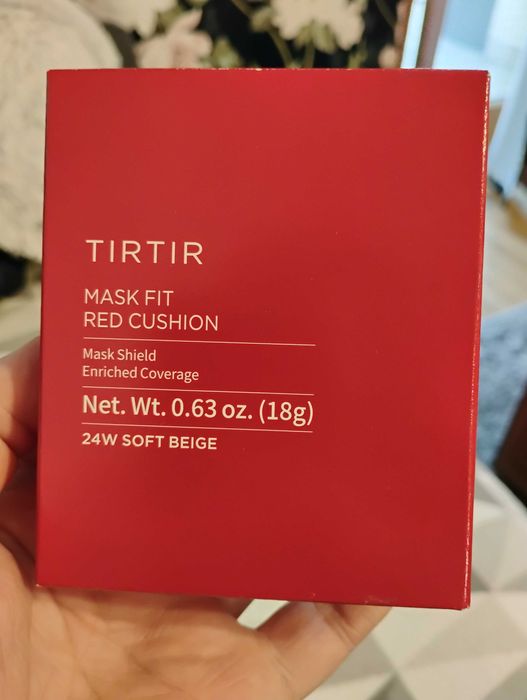 TIRTIR
MASK FIT
RED CUSHION
Mask Shield
Enriched Coverage
Net. Wt. 0.63 oz. (18g)
24W SOFT BEIGE